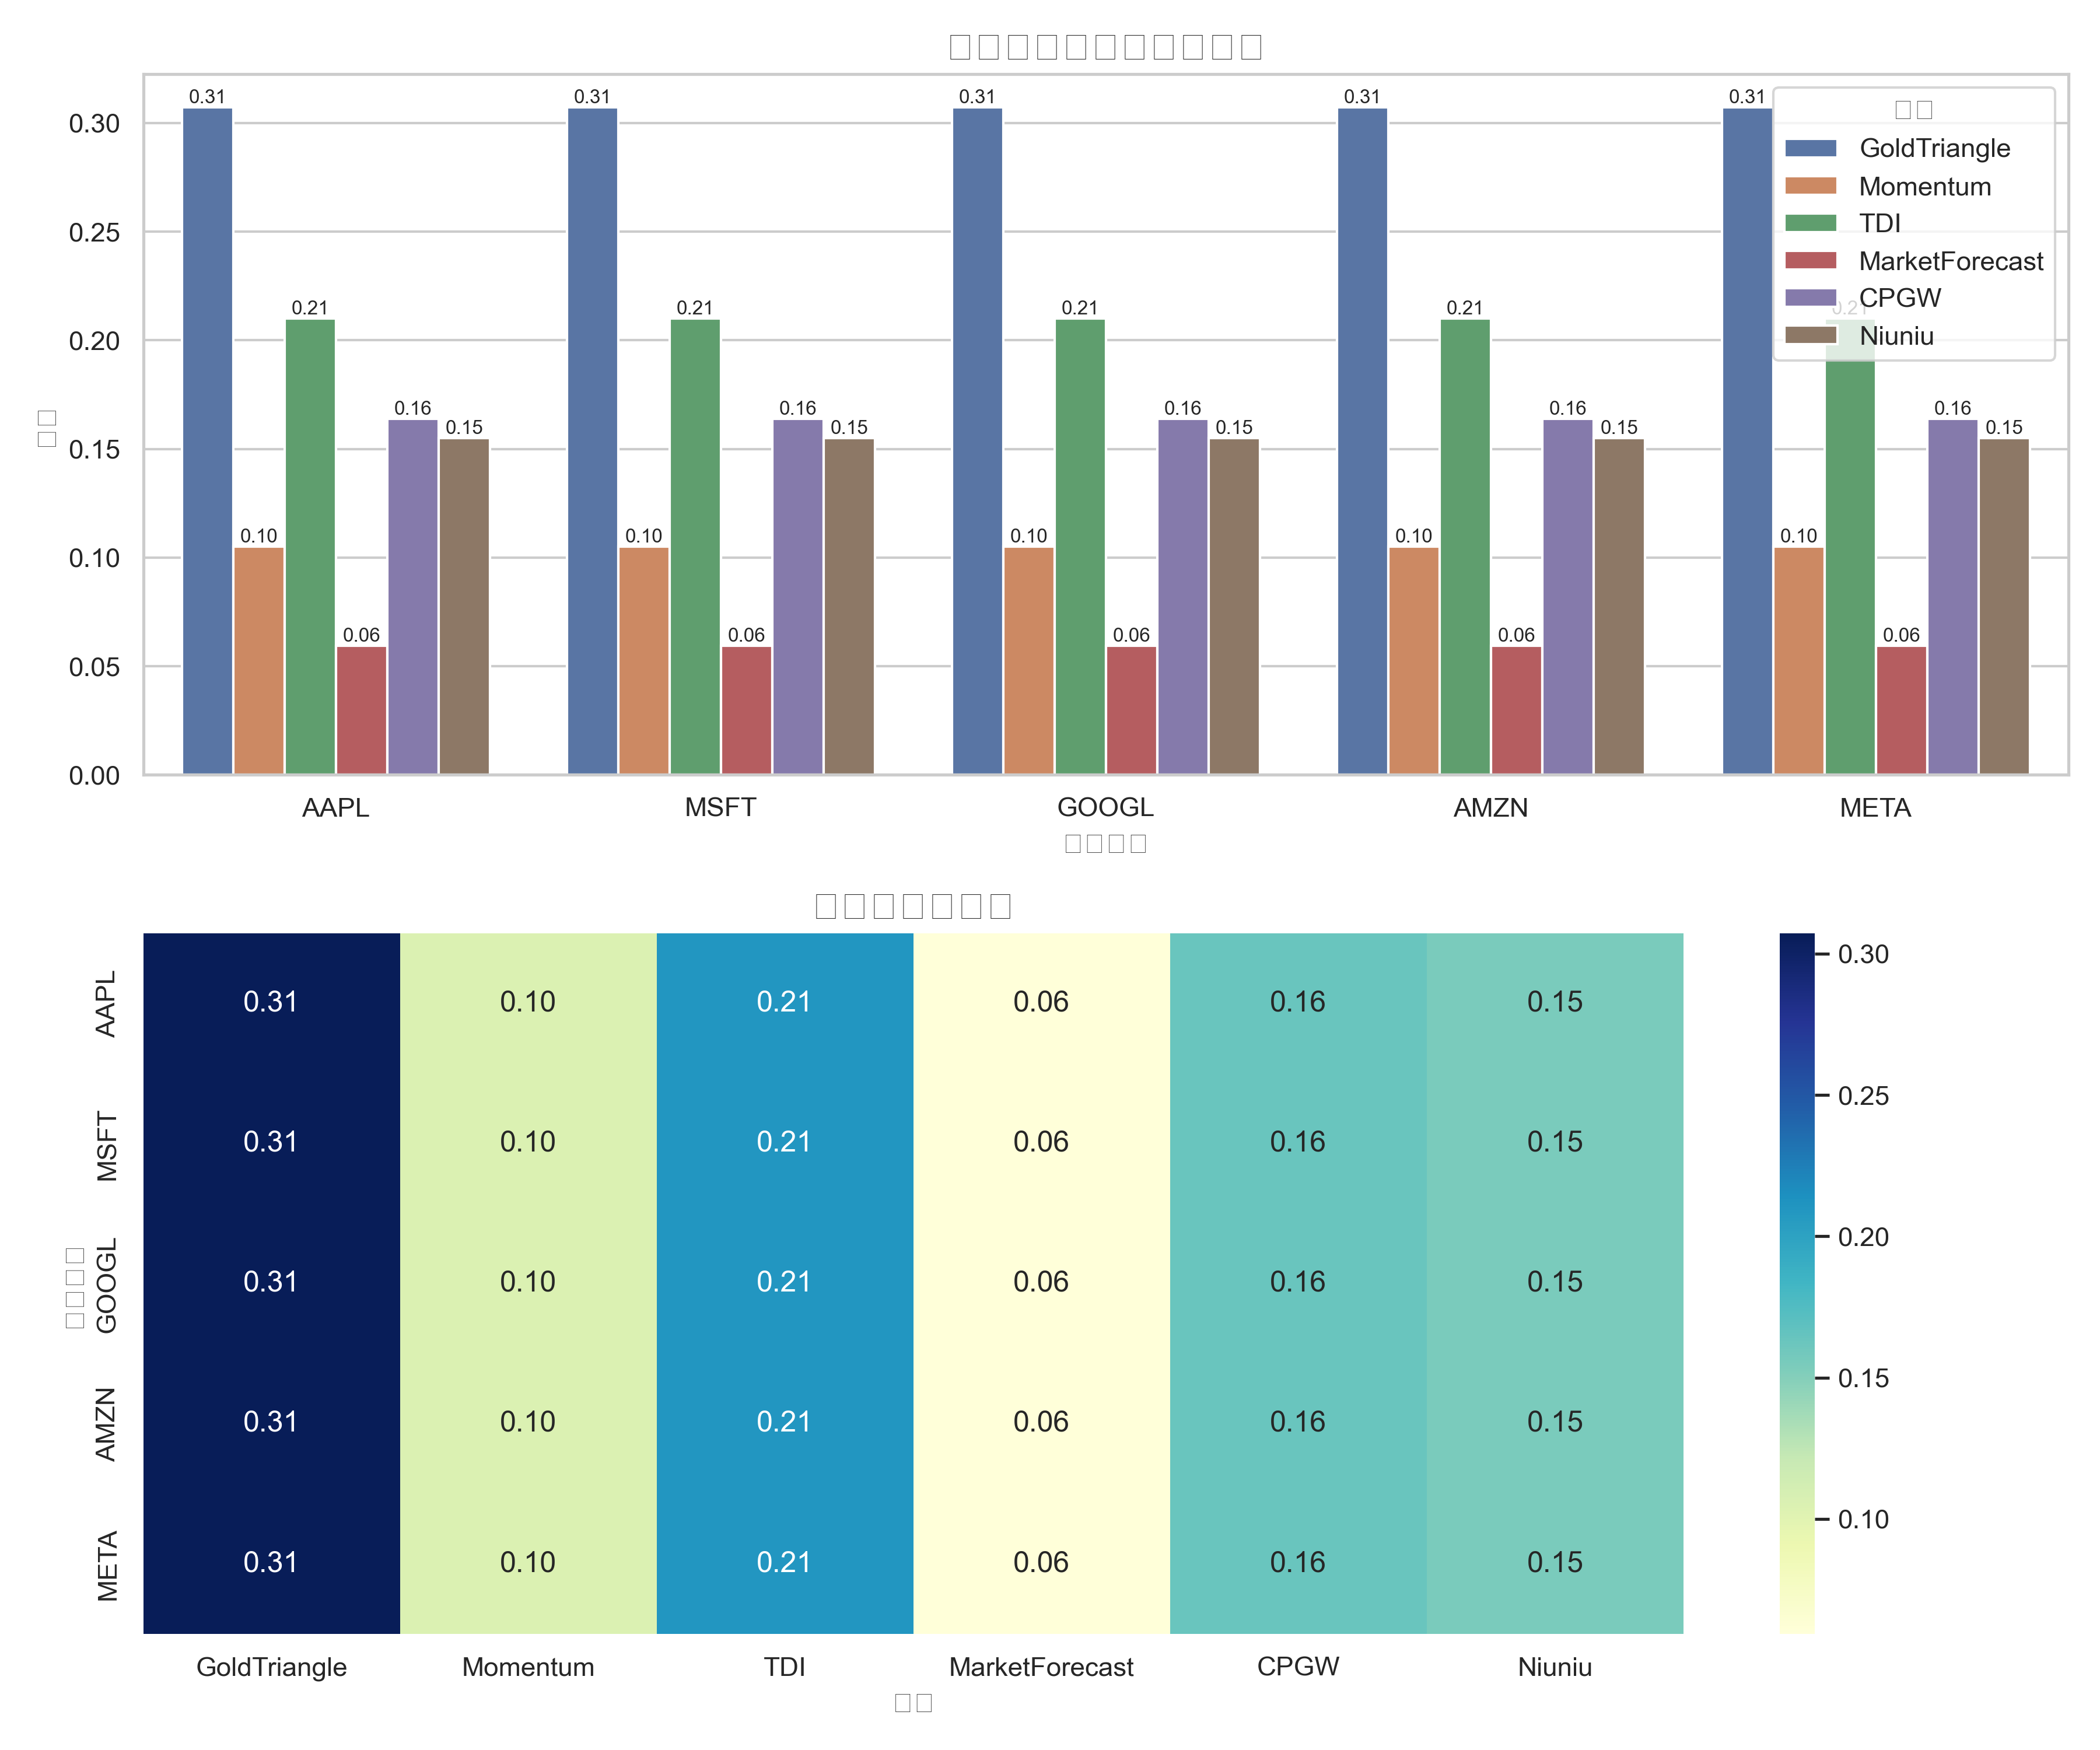 0.31 0.31 0.31 0.31 0.31
0.30
GoldTriangle
Momentum
TDI
MarketForecast
CPGW
Niuniu
0.25
0.21 0.21 0.21 0.21 0.21
0.20
0.16 0.16 0.16 0.16 0.16
0.15 0.15 0.15 0.15 0.15
0.15
0.10 0.10 0.10 0.10 0.10
0.10
0.06 0.06 0.06 0.06 0.06
0.05
0.00
AAPL MSFT GOOGL AMZN META
AAPL 0.31 0.10 0.21 0.06 0.16 0.15
MSFT 0.31 0.10 0.21 0.06 0.16 0.15
GOOGL 0.31 0.10 0.21 0.06 0.16 0.15
AMZN 0.31 0.10 0.21 0.06 0.16 0.15
META 0.31 0.10 0.21 0.06 0.16 0.15
GoldTriangle Momentum TDI MarketForecast CPGW Niuniu
0.30
0.25
0.20
0.15
0.10